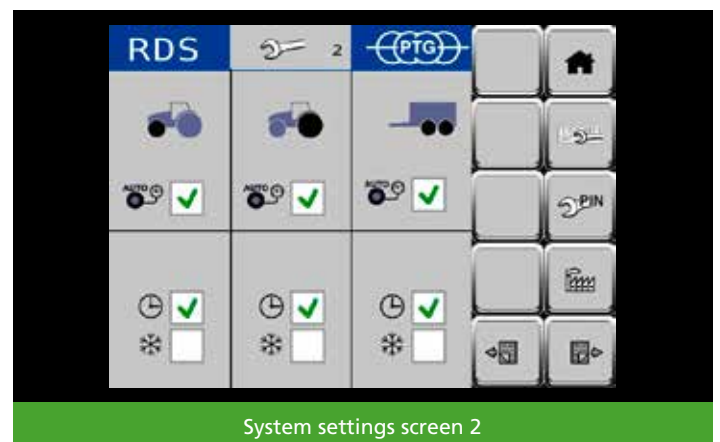 RDS
2
PTG
AUTO
AUTO
AUTO
PIN
System settings screen 2